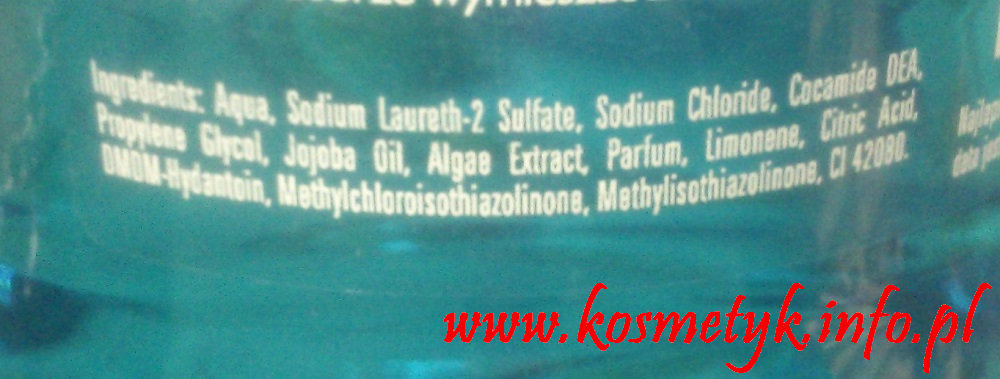 Ingredients: Aqua, Sodium Laureth-2 Sulfate, Sodium Chloride, Cocamide DEA,
Propylene Glycol, Jojoba Oil, Algae Extract, Parfum, Limonene, Citric Acid,
DMDM-Hydantoin, Methylchloroisothiazolinone, Methylisothiazolinone, CI 42080.
www.kosmetyk.info.pl